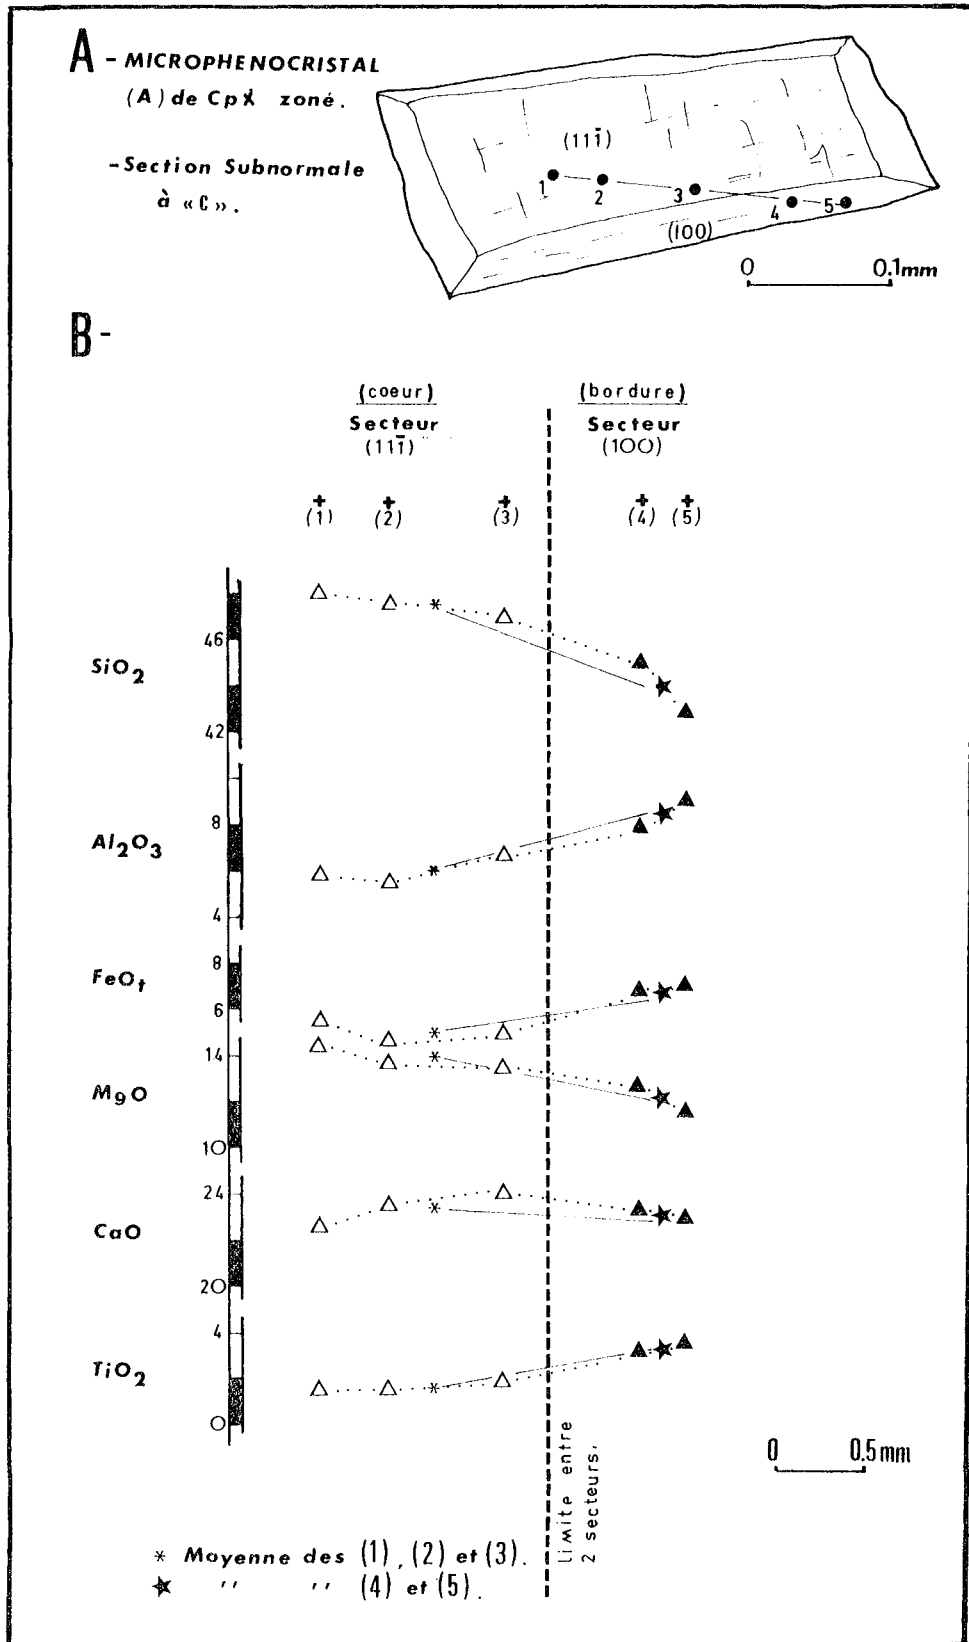 A - MICROPHENOCRISTAL
(A) de Cpx zoné.
-Section Subnormale
à «C».
(111̄)
1
2
3
4
5
(100)
0 0.1mm
B-
(coeur) (bordure)
Secteur Secteur
(111̄) (100)
+ + + + +
(1) (2) (3) (4) (5)
46
SiO2
42
8
Al2O3
4
8
FeOt
6
14
MgO
10
24
CaO
20
4
TiO2
0
0 0.5mm
Limite entre
2 secteurs.
* Moyenne des (1), (2) et (3).
★ ,, ,, (4) et (5).